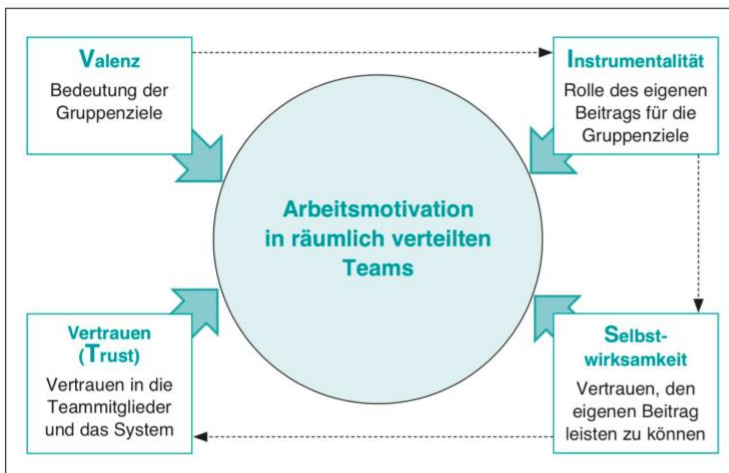 Valenz
Bedeutung der
Gruppenziele
Instrumentalität
Rolle des eigenen
Beitrags für die
Gruppenziele
Arbeitsmotivation
in räumlich verteilten
Teams
Vertrauen
(Trust)
Vertrauen in die
Teammitglieder
und das System
Selbst-
wirksamkeit
Vertrauen, den
eigenen Beitrag
leisten zu können